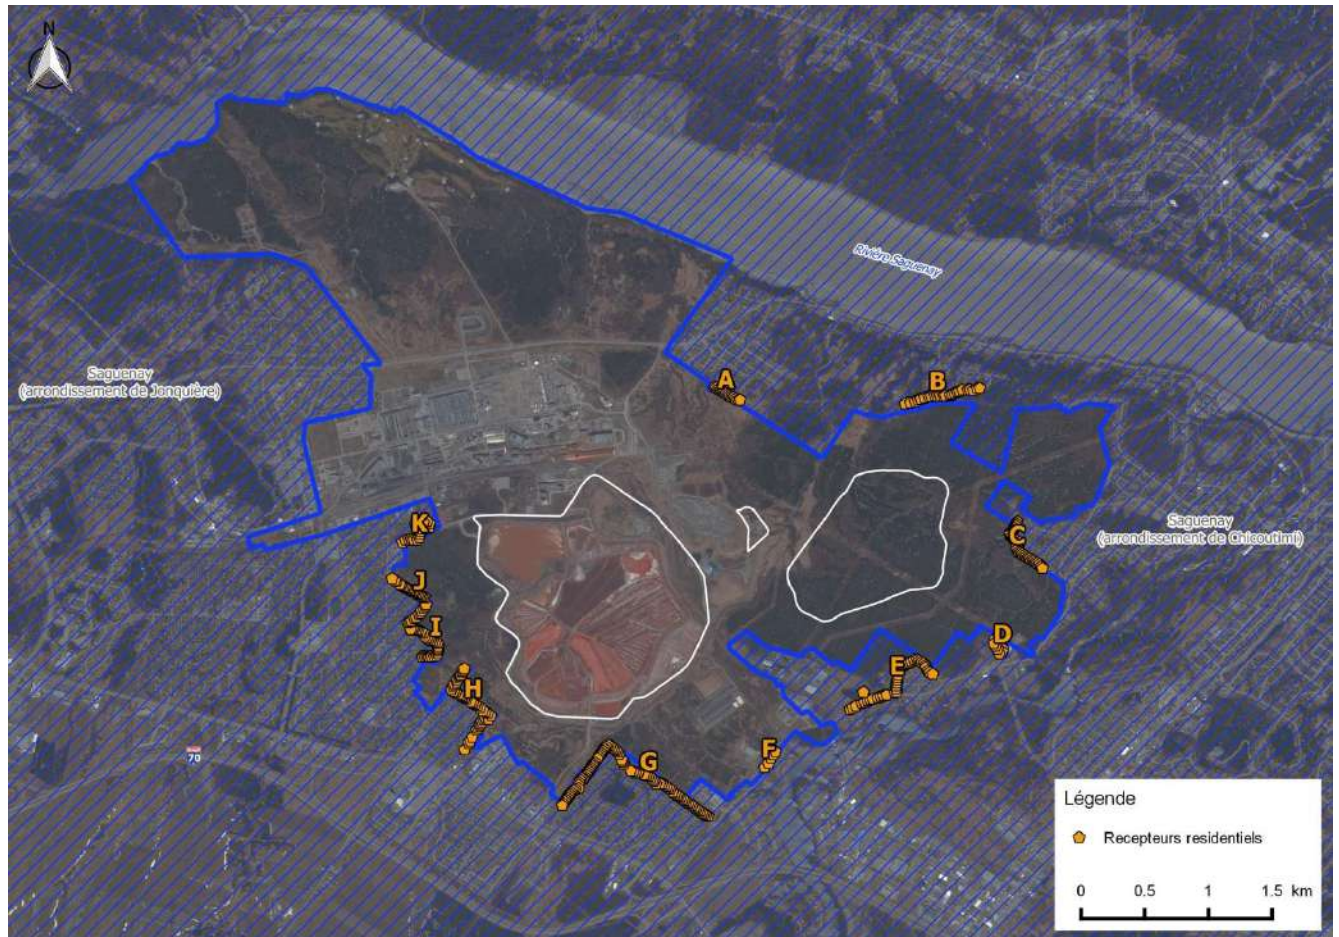 N
Rivière Saguenay
A
B
Saguenay
(arrondissement de Jonquière)
K
C
Saguenay
(arrondissement de Chicoutimi)
J
I
D
E
H
F
G
70
Légende
Recepteurs residentiels
0 0.5 1 1.5 km